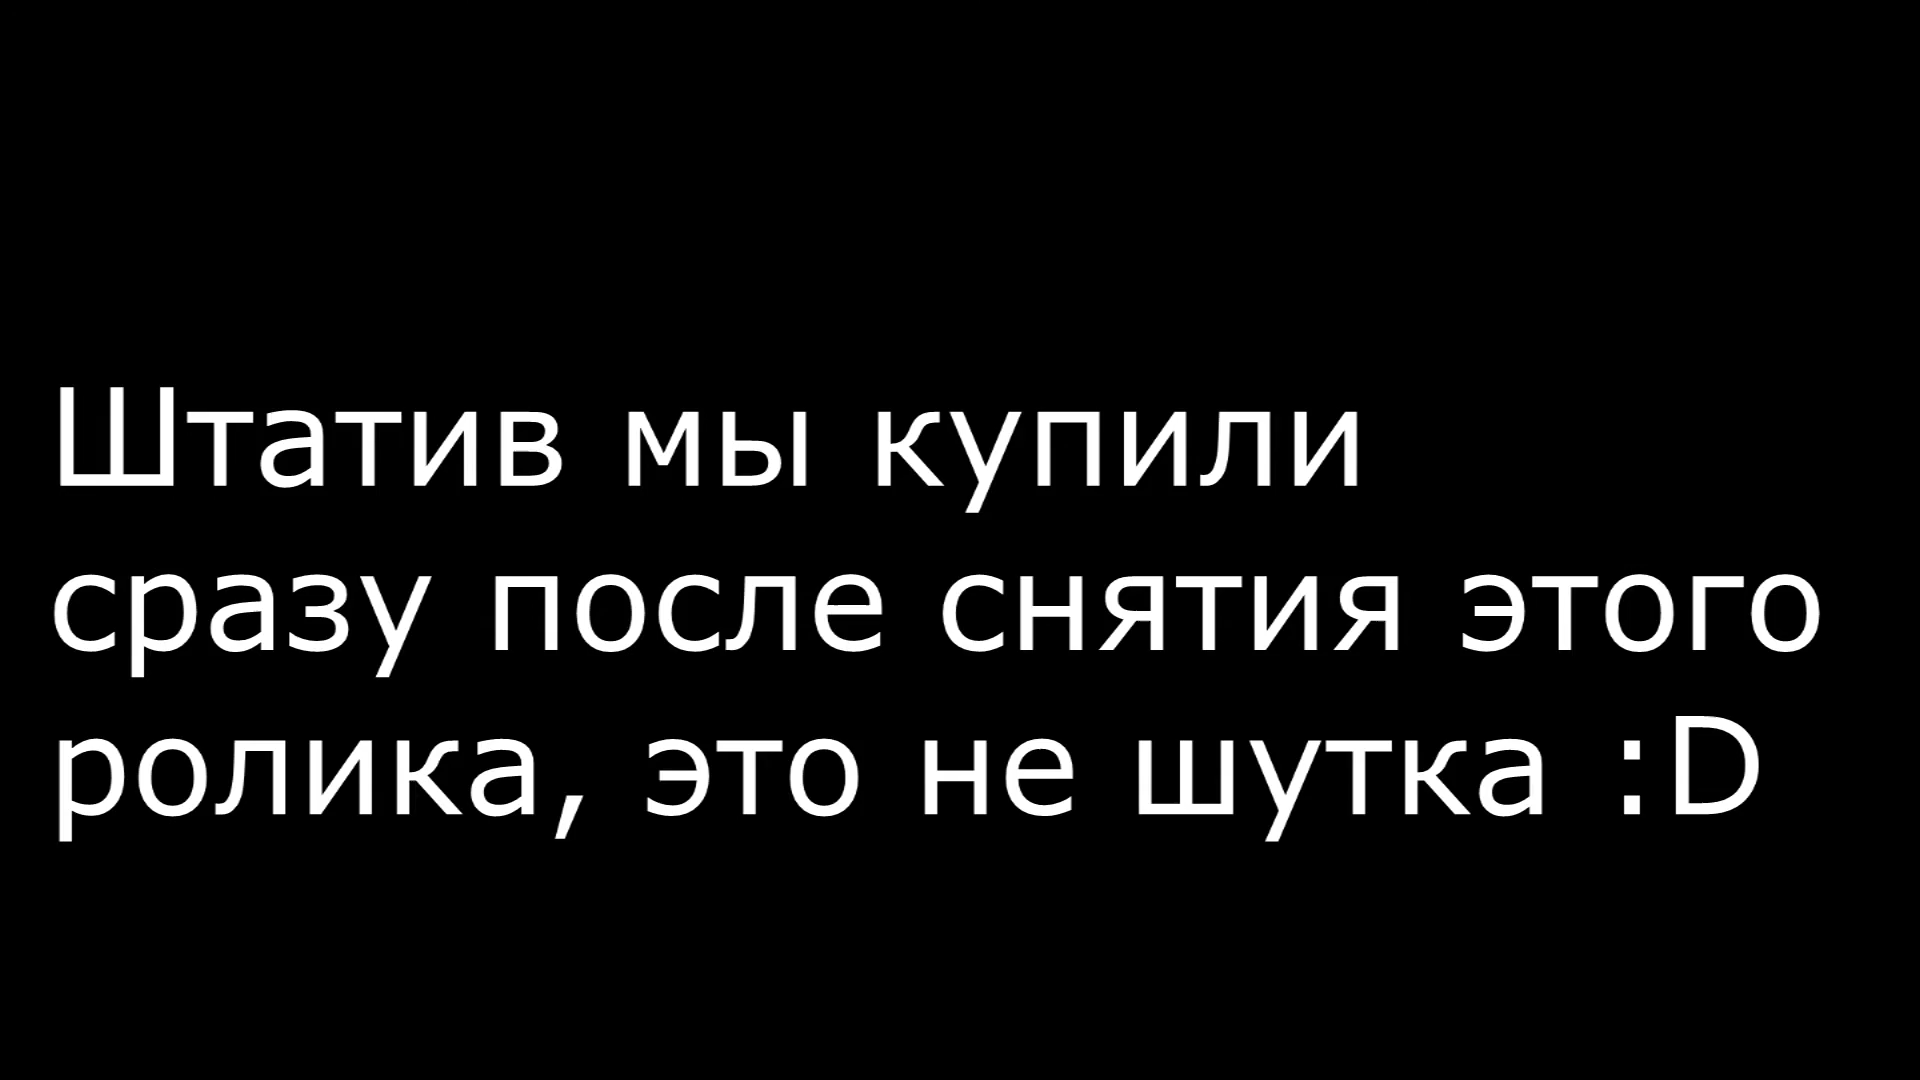 Штатив мы купили
сразу после снятия этого
ролика, это не шутка :D